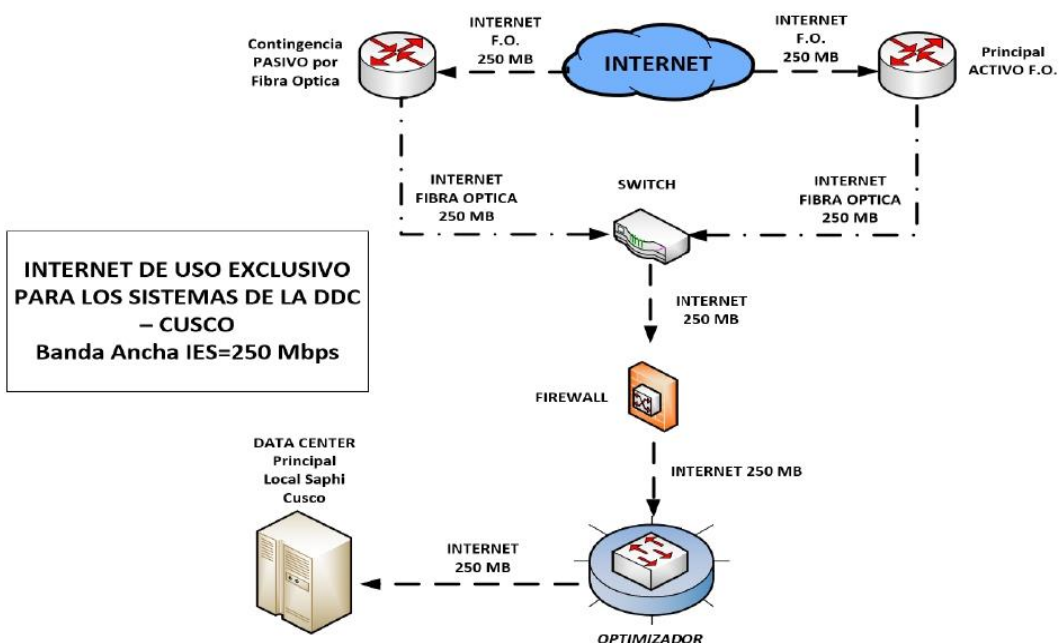 INTERNET
F.O.
250 MB
INTERNET
F.O.
250 MB
Contingencia
PASIVO por
Fibra Optica
INTERNET
Principal
ACTIVO F.O.
INTERNET
FIBRA OPTICA
250 MB
SWITCH
INTERNET
FIBRA OPTICA
250 MB
INTERNET DE USO EXCLUSIVO
PARA LOS SISTEMAS DE LA DDC
– CUSCO
Banda Ancha IES=250 Mbps
INTERNET
250 MB
FIREWALL
DATA CENTER
Principal
Local Saphi
Cusco
INTERNET 250 MB
INTERNET
250 MB
OPTIMIZADOR